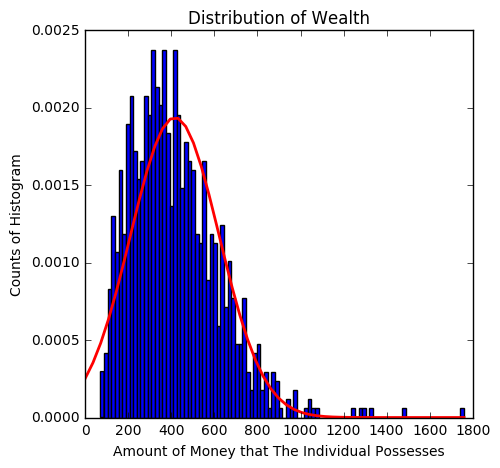 Distribution of Wealth
0.0025
0.0020
0.0015
0.0010
0.0005
0.0000
Counts of Histogram
0 200 400 600 800 1000 1200 1400 1600 1800
Amount of Money that The Individual Possesses